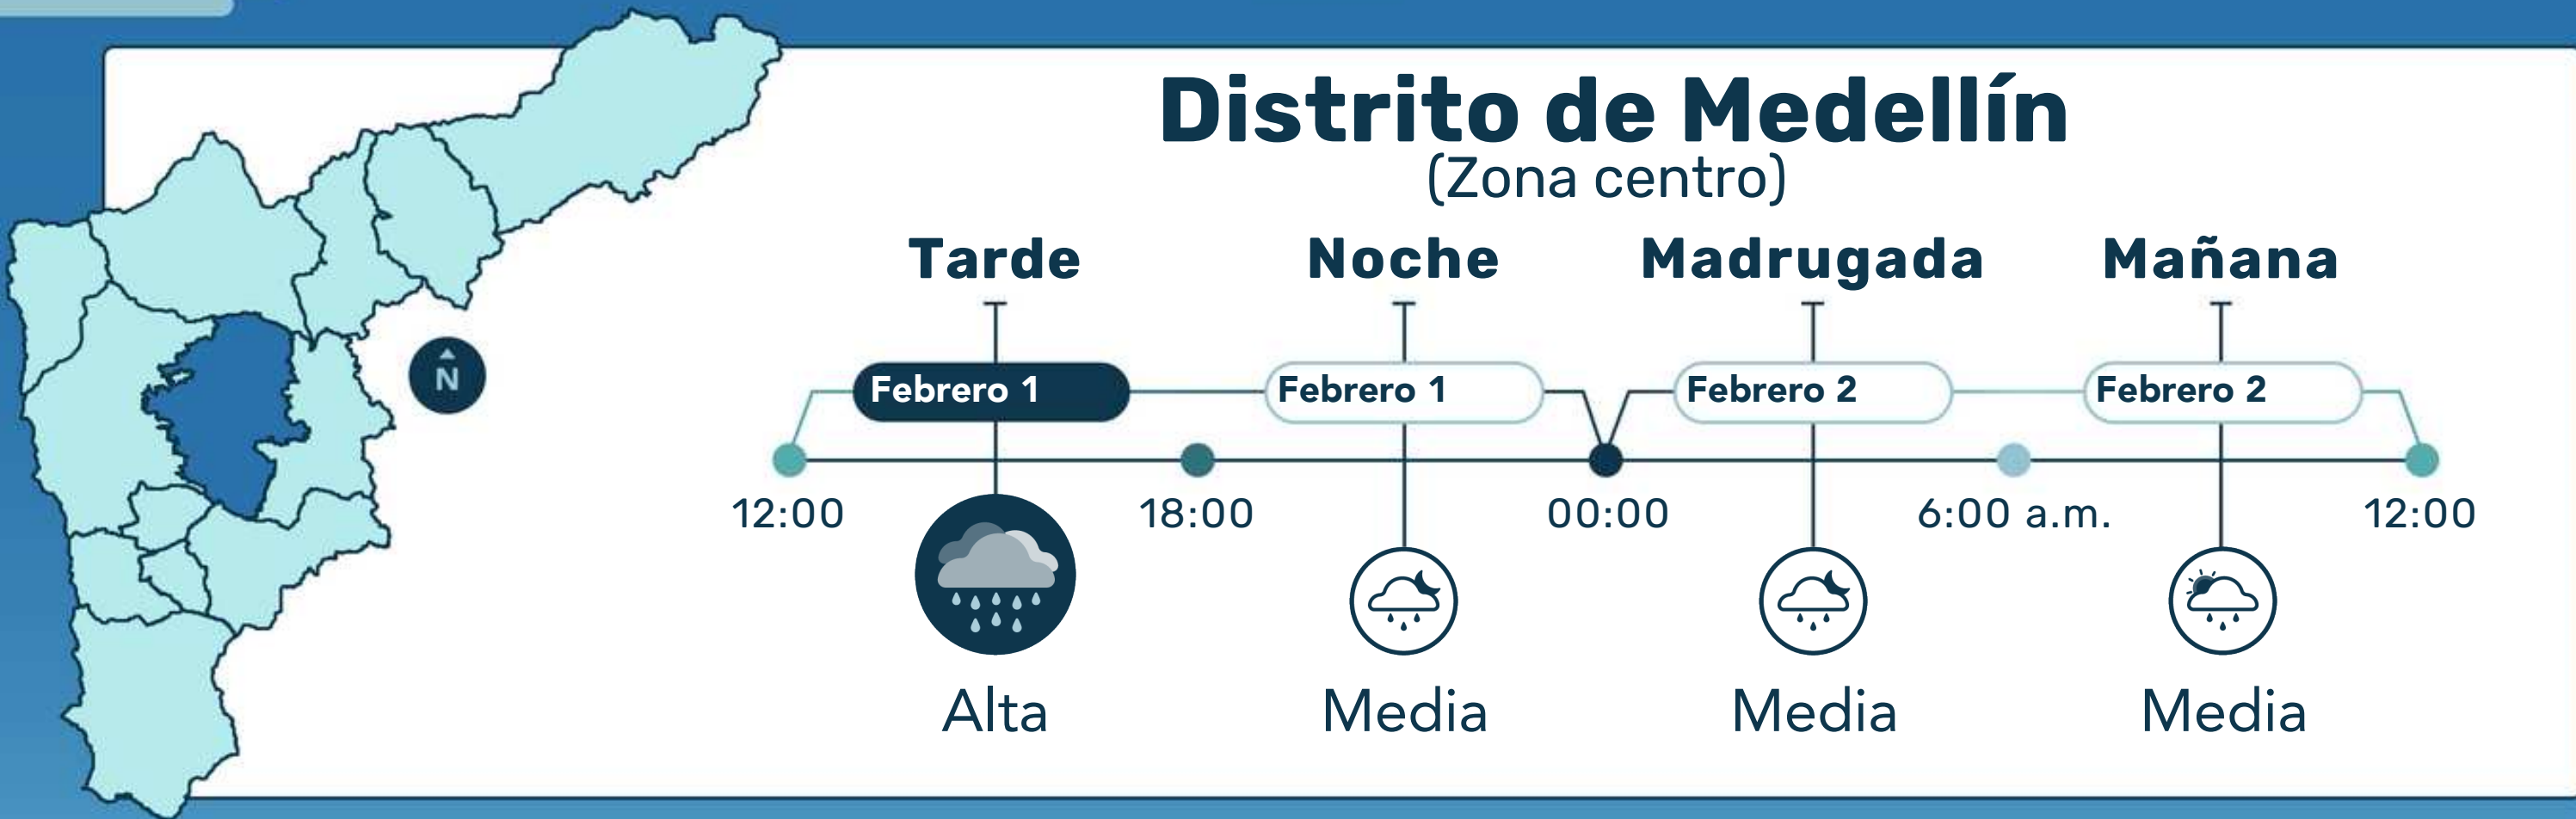 Distrito de Medellín
(Zona centro)
Tarde Noche Madrugada Mañana
Febrero 1 Febrero 1 Febrero 2 Febrero 2
N
12:00 18:00 00:00 6:00 a.m. 12:00
Alta Media Media Media